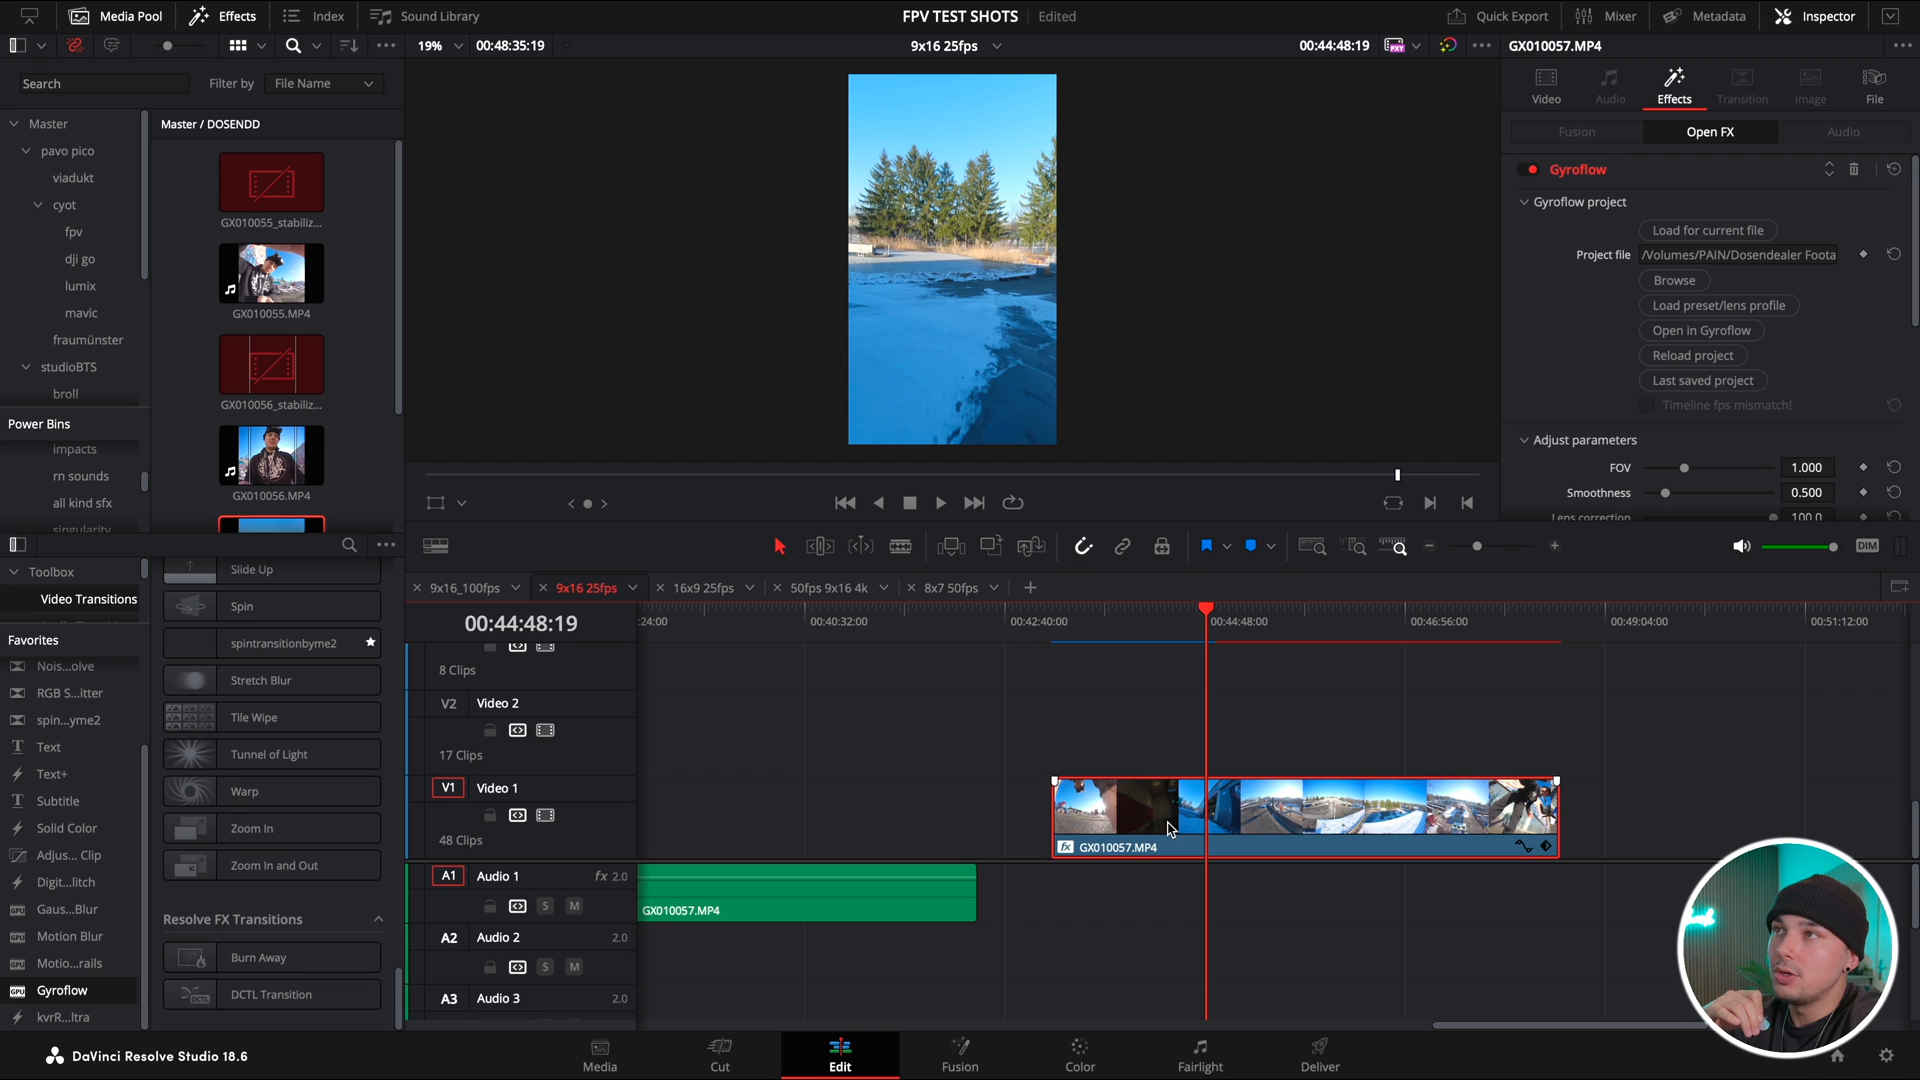 Media Pool
Effects
Index
Sound Library
FPV TEST SHOTS
Edited
Quick Export
Mixer
Metadata
Inspector
19%
00:48:35:19
9x16 25fps
00:44:48:19
PXY
GX010057.MP4
Search
Filter by
File Name
Video
Audio
Effects
Transition
Image
File
Master
Master / DOSENDD
Fusion
Open FX
Audio
pavo pico
viadukt
cyot
fpv
dji go
lumix
mavic
fraumünster
studioBTS
broll
GX010055_stabiliz...
GX010055.MP4
GX010056_stabiliz...
GX010056.MP4
Gyroflow
Gyroflow project
Load for current file
Project file
/Volumes/PAIN/Dosendealer Foota
Browse
Load preset/lens profile
Open in Gyroflow
Reload project
Last saved project
Timeline fps mismatch!
Adjust parameters
FOV
1.000
Smoothness
0.500
Lens correction
100.0
Power Bins
impacts
rn sounds
all kind sfx
singularity
DIM
Toolbox
Video Transitions
Favorites
Nois...olve
RGB S...itter
spin...yme2
Text
Text+
Subtitle
Solid Color
Adjus... Clip
Digit...litch
Gaus...Blur
Motion Blur
Motio...rails
Gyroflow
kvrR...ltra
Slide Up
Spin
spintransitionbyme2
Stretch Blur
Tile Wipe
Tunnel of Light
Warp
Zoom In
Zoom In and Out
Resolve FX Transitions
Burn Away
DCTL Transition
9x16_100fps
9x16 25fps
16x9 25fps
50fps 9x16 4k
8x7 50fps
00:44:48:19
:24:00
00:40:32:00
00:42:40:00
00:44:48:00
00:46:56:00
00:49:04:00
00:51:12:00
8 Clips
V2
Video 2
17 Clips
V1
Video 1
48 Clips
fx
GX010057.MP4
A1
Audio 1
fx 2.0
S
M
GX010057.MP4
A2
Audio 2
2.0
S
M
A3
Audio 3
2.0
DaVinci Resolve Studio 18.6
Media
Cut
Edit
Fusion
Color
Fairlight
Deliver